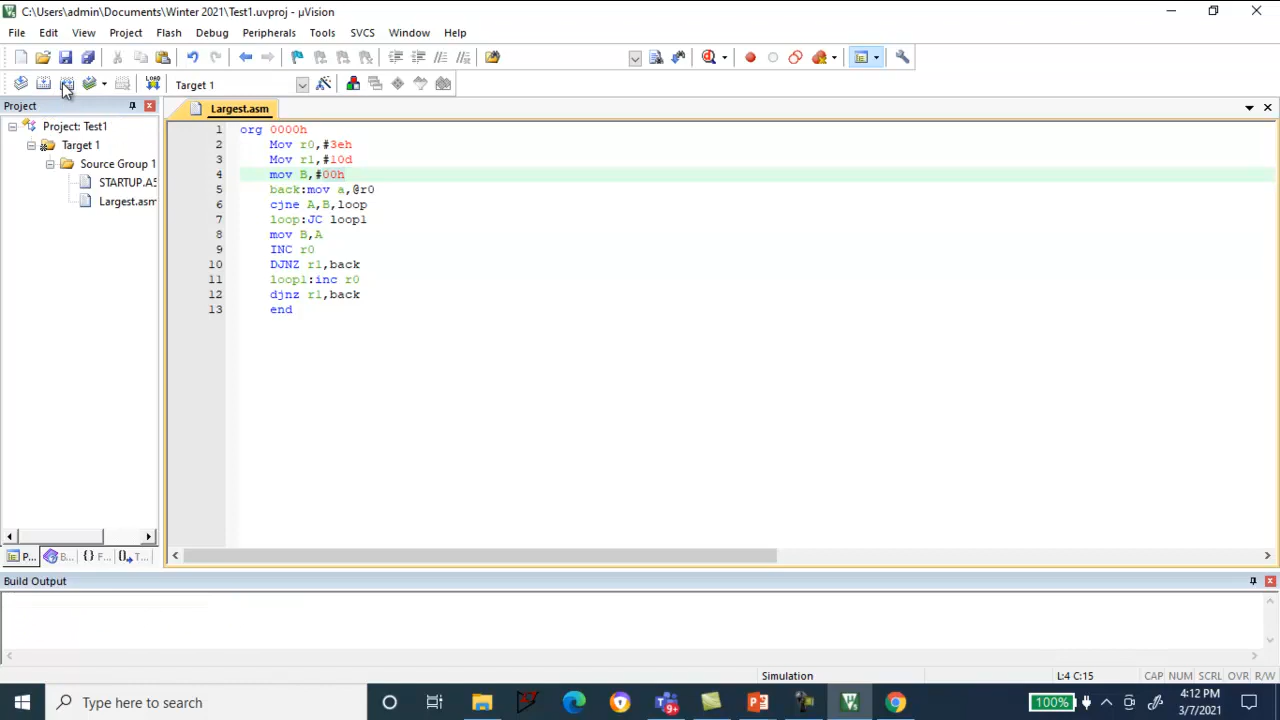 C:\Users\admin\Documents\Winter 2021\Test1.uvproj - µVision
File Edit View Project Flash Debug Peripherals Tools SVCS Window Help
LOAD Target 1
Project
Largest.asm
Project: Test1
Target 1
Source Group 1
STARTUP.A5
Largest.asm
1 org 0000h
2 Mov r0,#3eh
3 Mov r1,#10d
4 mov B,#00h
5 back:mov a,@r0
6 cjne A,B,loop
7 loop:JC loop1
8 mov B,A
9 INC r0
10 DJNZ r1,back
11 loop1:inc r0
12 djnz r1,back
13 end
P... B... {} F... T...
Build Output
Simulation L:4 C:15 CAP NUM SCRL OVR R/W
Type here to search
9+
100%
4:12 PM
3/7/2021